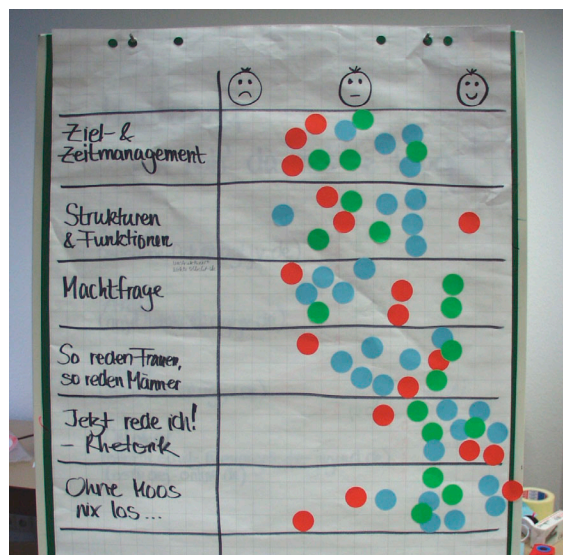 Ziel- &
Zeitmanagement
Strukturen
& Funktionen
Machtfrage
So reden Frauen,
so reden Männer
Jetzt rede ich!
- Rhetorik
Ohne Moos
nix los...